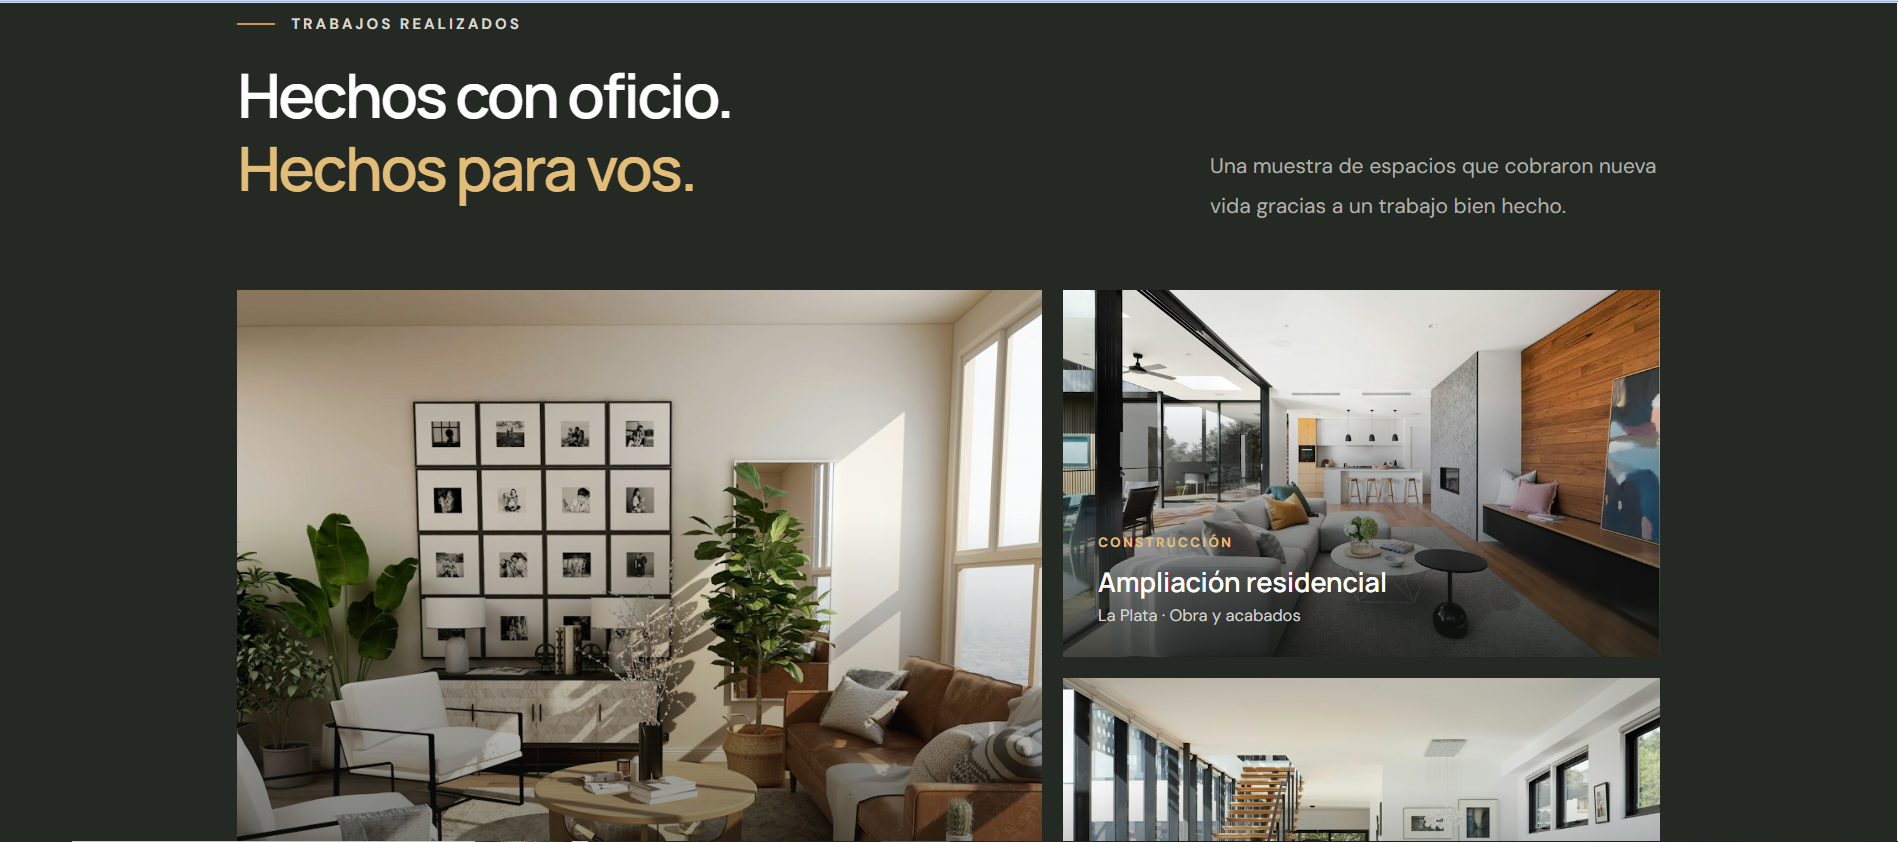 TRABAJOS REALIZADOS
Hechos con oficio.
Hechos para vos.
Una muestra de espacios que cobraron nueva
vida gracias a un trabajo bien hecho.
CONSTRUCCIÓN
Ampliación residencial
La Plata · Obra y acabados